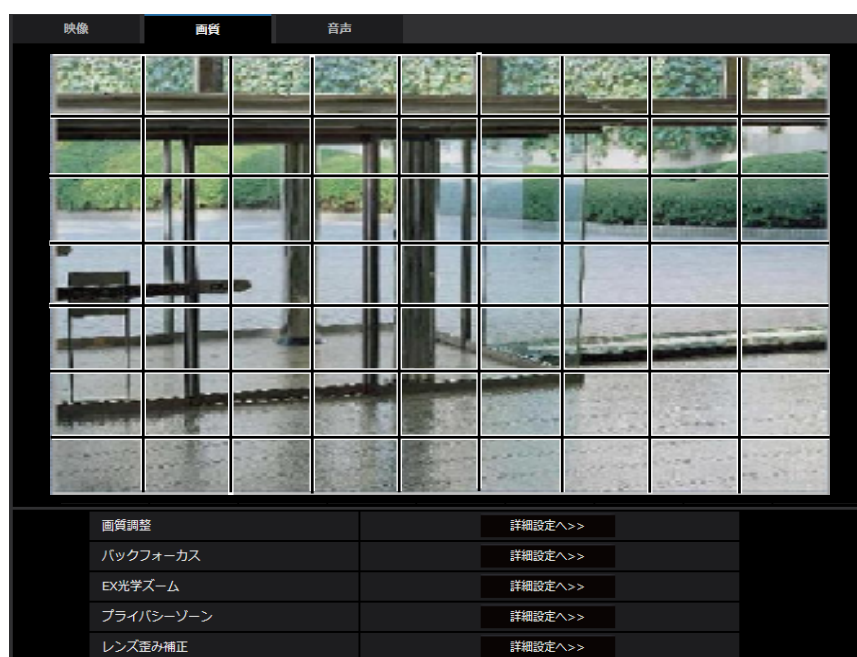 映像 画質 音声
画質調整 詳細設定へ>>
バックフォーカス 詳細設定へ>>
EX光学ズーム 詳細設定へ>>
プライバシーゾーン 詳細設定へ>>
レンズ歪み補正 詳細設定へ>>